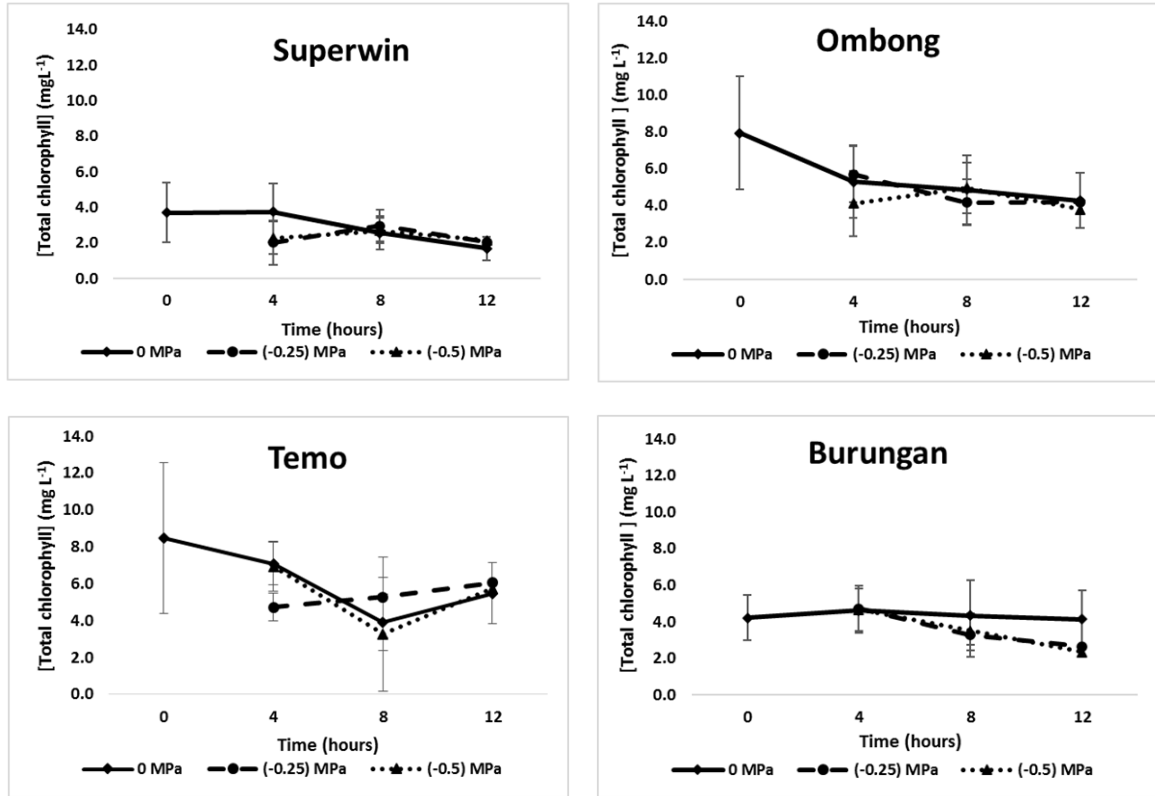 Superwin
[Total chlorophyll] (mgL-1)
14.0
12.0
10.0
8.0
6.0
4.0
2.0
0.0
0 4 8 12
Time (hours)
0 MPa (-0.25) MPa (-0.5) MPa
Ombong
[Total chlorophyll ] (mg L-1)
14.0
12.0
10.0
8.0
6.0
4.0
2.0
0.0
0 4 8 12
Time (hours)
0 MPa (-0.25) MPa (-0.5) MPa
Temo
[Total chlorophyll] (mg L-1)
14.0
12.0
10.0
8.0
6.0
4.0
2.0
0.0
0 4 8 12
Time (hours)
0 MPa (-0.25) MPa (-0.5) MPa
Burungan
[Total chlorophyll ] (mg L-1)
14.0
12.0
10.0
8.0
6.0
4.0
2.0
0.0
0 4 8 12
Time (hours)
0 MPa (-0.25) MPa (-0.5) MPa